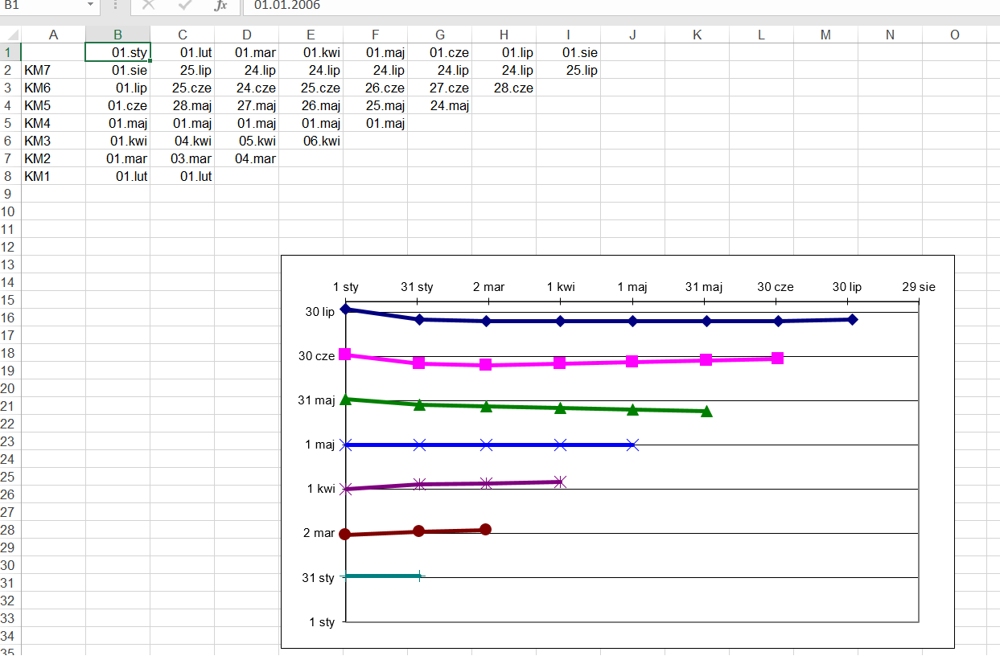 B1 fx 01.01.2006
A B C D E F G H I J K L M N O
1 01.sty 01.lut 01.mar 01.kwi 01.maj 01.cze 01.lip 01.sie
2 KM7 01.sie 25.lip 24.lip 24.lip 24.lip 24.lip 24.lip 25.lip
3 KM6 01.lip 25.cze 24.cze 25.cze 26.cze 27.cze 28.cze
4 KM5 01.cze 28.maj 27.maj 26.maj 25.maj 24.maj
5 KM4 01.maj 01.maj 01.maj 01.maj 01.maj
6 KM3 01.kwi 04.kwi 05.kwi 06.kwi
7 KM2 01.mar 03.mar 04.mar
8 KM1 01.lut 01.lut
9
10
11
12
13
14
15
16
17
18
19
20
21
22
23
24
25
26
27
28
29
30
31
32
33
34
35
1 sty 31 sty 2 mar 1 kwi 1 maj 31 maj 30 cze 30 lip 29 sie
30 lip
30 cze
31 maj
1 maj
1 kwi
2 mar
31 sty
1 sty